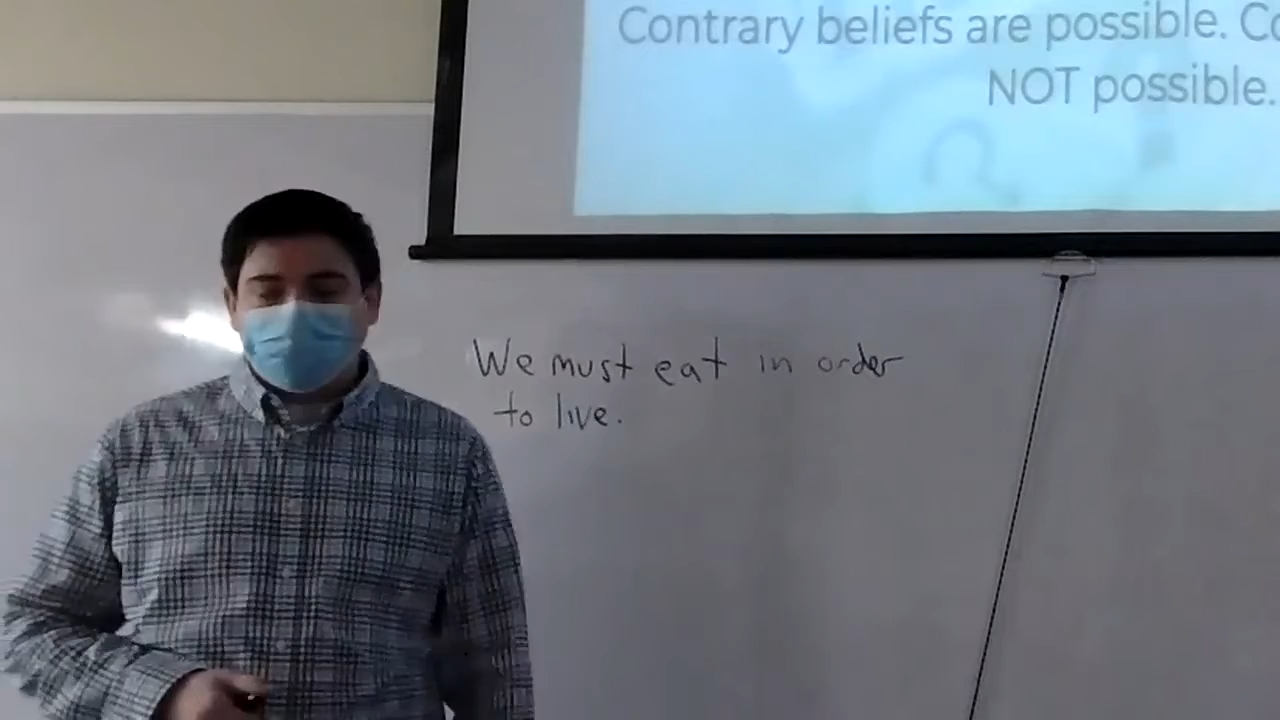 Contrary beliefs are possible.
NOT possible.
We must eat in order
to live.